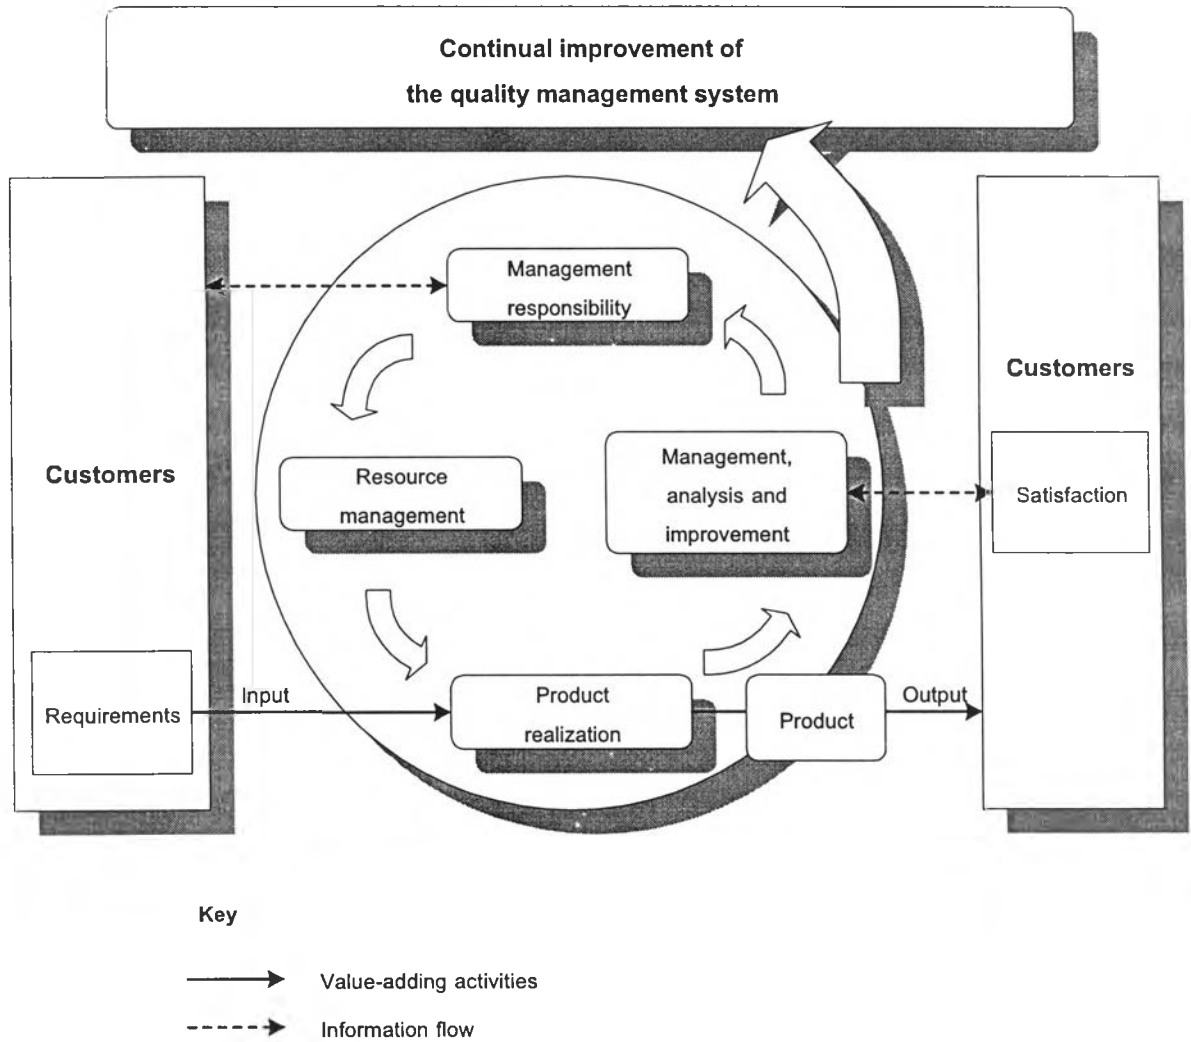 Continual improvement of
the quality management system
Management
responsibility
Customers
Customers
Resource
management
Management,
analysis and
improvement
Satisfaction
Requirements
Input
Product
realization
Product
Output
Key
Value-adding activities
Information flow